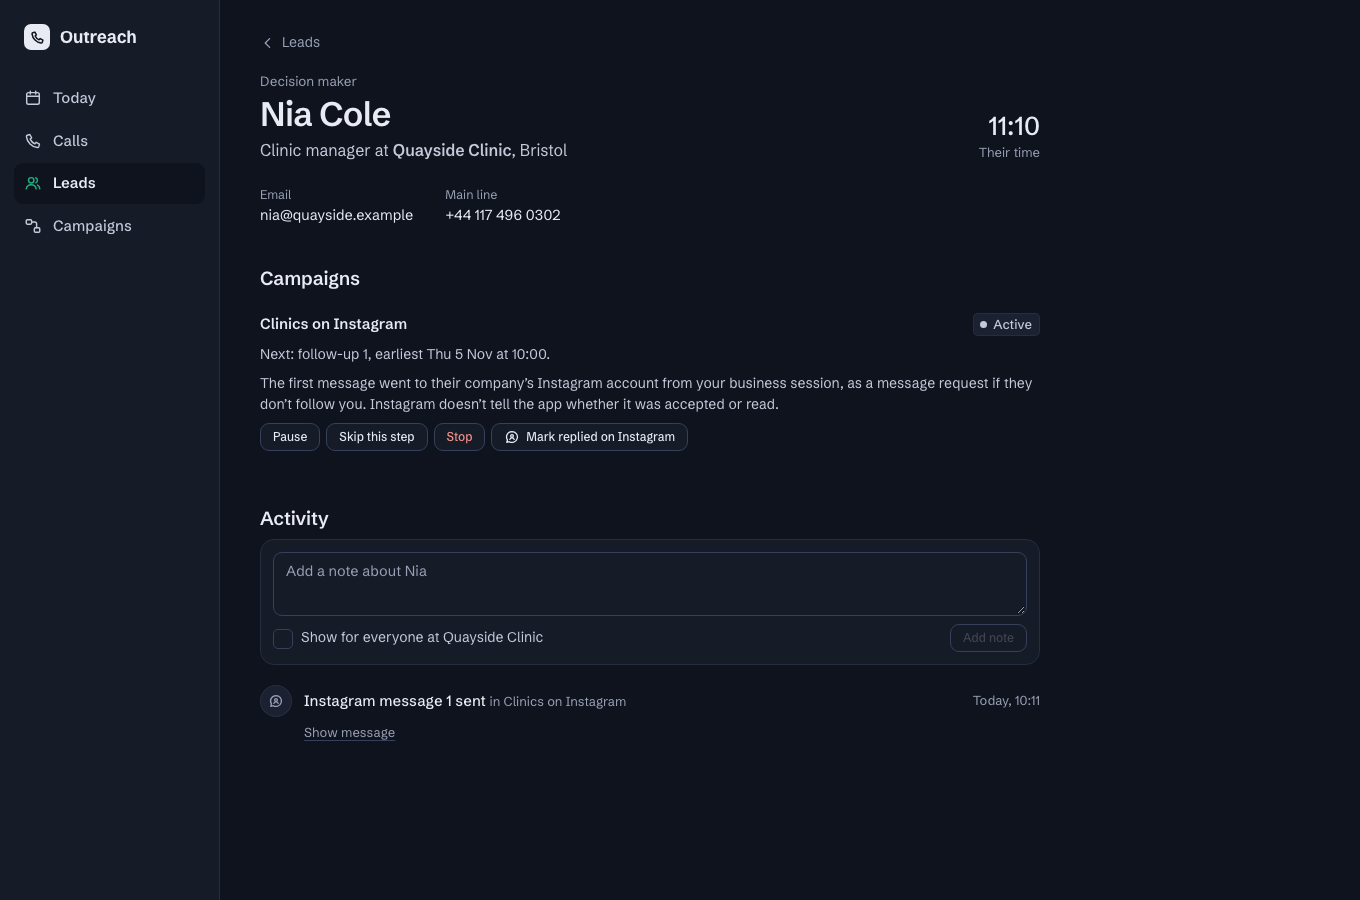 Outreach
Today
Calls
Leads
Campaigns
Leads
Decision maker
Nia Cole
Clinic manager at Quayside Clinic, Bristol
11:10
Their time
Email
nia@quayside.example
Main line
+44 117 496 0302
Campaigns
Clinics on Instagram
Active
Next: follow-up 1, earliest Thu 5 Nov at 10:00.
The first message went to their company’s Instagram account from your business session, as a message request if they
don’t follow you. Instagram doesn’t tell the app whether it was accepted or read.
Pause
Skip this step
Stop
Mark replied on Instagram
Activity
Add a note about Nia
Show for everyone at Quayside Clinic
Add note
Instagram message 1 sent in Clinics on Instagram
Today, 10:11
Show message